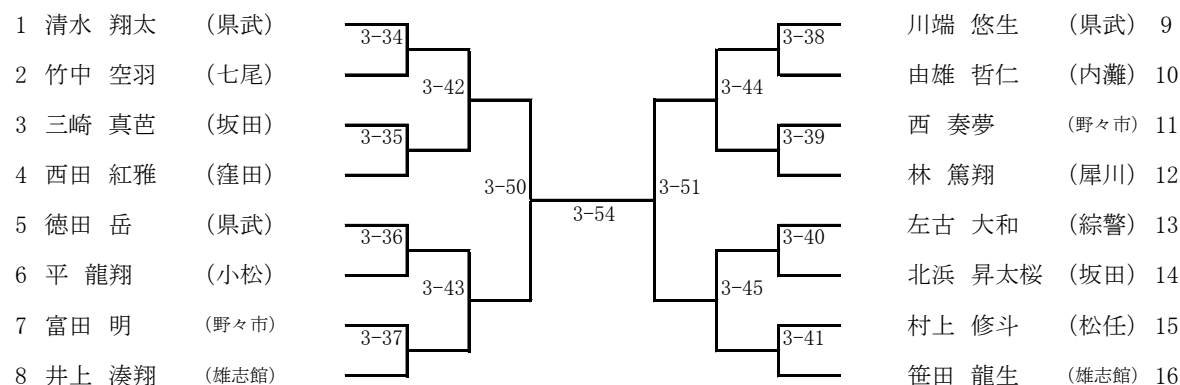 1 清水 翔太 (県武) 3-34 3-38 川端 悠生 (県武) 9
2 竹中 空羽 (七尾) 3-42 3-44 由雄 哲仁 (内灘) 10
3 三崎 真芭 (坂田) 3-35 3-39 西 奏夢 (野々市) 11
4 西田 紅雅 (窪田) 3-50 3-51 林 篤翔 (犀川) 12
3-54
5 徳田 岳 (県武) 3-36 3-40 左古 大和 (綜警) 13
6 平 龍翔 (小松) 3-43 3-45 北浜 昇太桜 (坂田) 14
7 富田 明 (野々市) 3-37 3-41 村上 修斗 (松任) 15
8 井上 湊翔 (雄志館) 笹田 龍生 (雄志館) 16